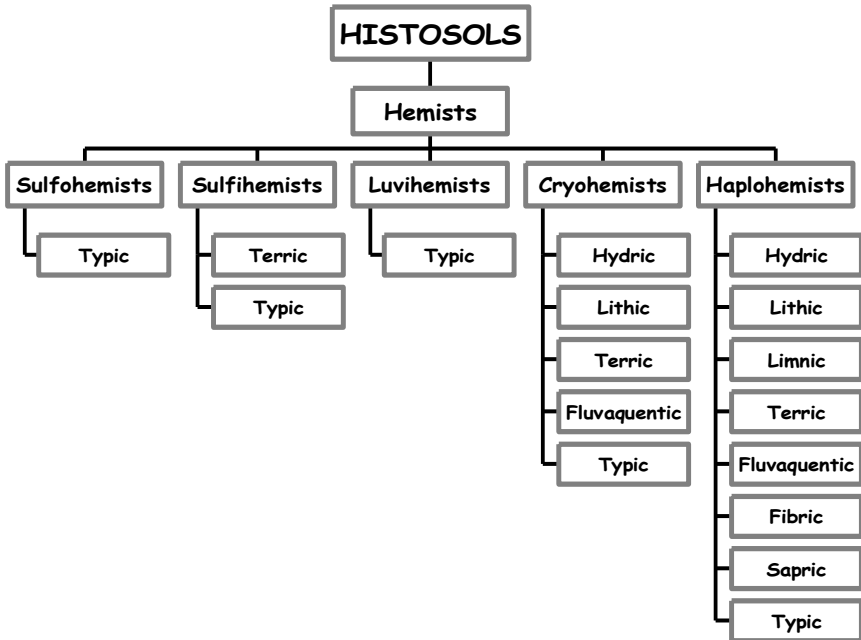 HISTOSOLS
Hemists
Sulfohemists
Sulfihemists
Luvihemists
Cryohemists
Haplohemists
Typic
Terric
Typic
Typic
Hydric
Lithic
Terric
Fluvaquentic
Typic
Hydric
Lithic
Limnic
Terric
Fluvaquentic
Fibric
Sapric
Typic